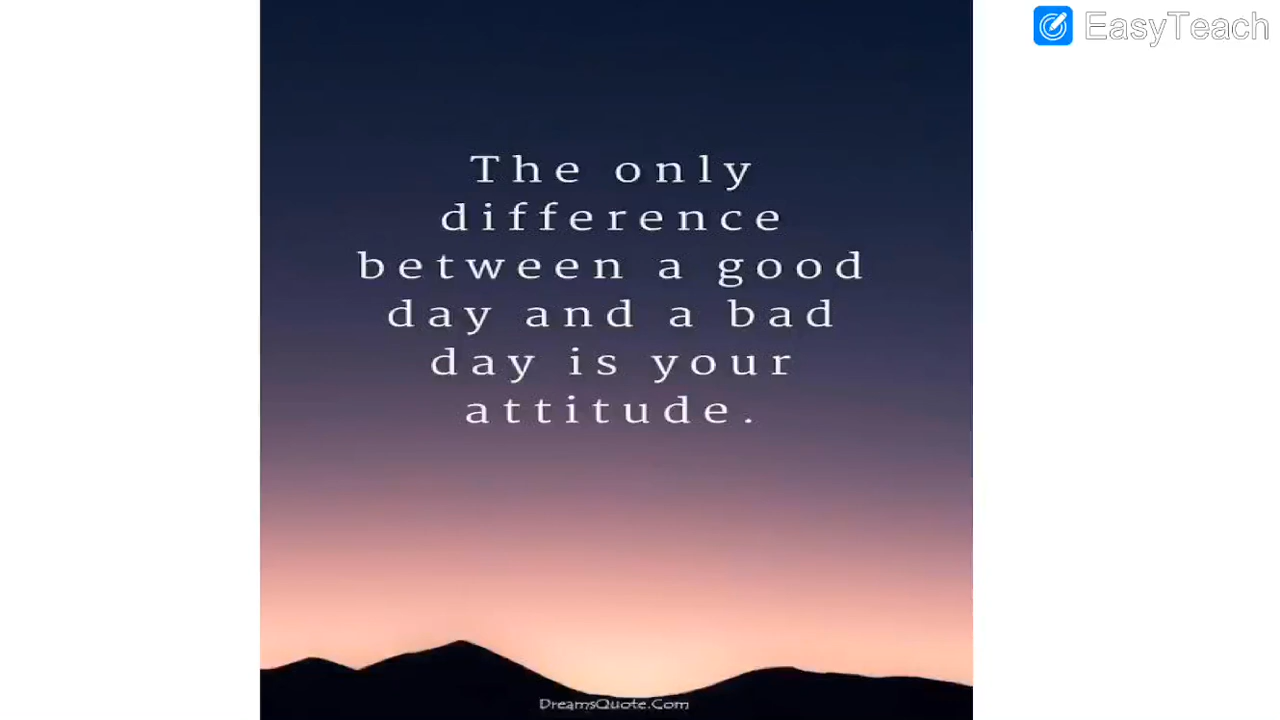 EasyTeach
The only
difference
between a good
day and a bad
day is your
attitude.
DreamsQuote.Com